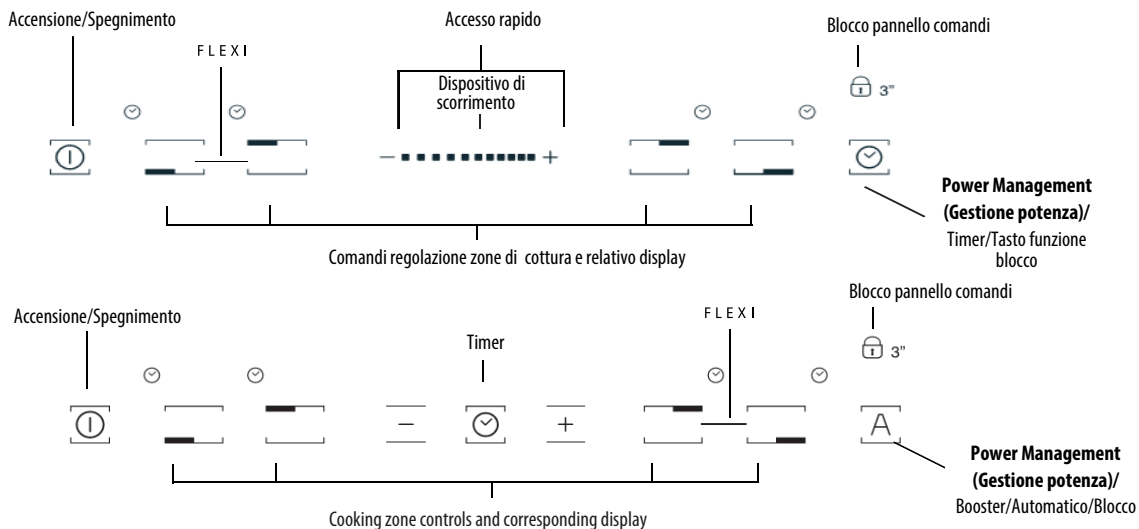 Accensione/Spegnimento
Accesso rapido
Blocco pannello comandi
FLEXI
Dispositivo di
scorrimento
3"
Power Management
(Gestione potenza)/
Timer/Tasto funzione
blocco
Comandi regolazione zone di cottura e relativo display
Blocco pannello comandi
Accensione/Spegnimento
FLEXI
Timer
3"
A
Power Management
(Gestione potenza)/
Booster/Automatico/Blocco
Cooking zone controls and corresponding display